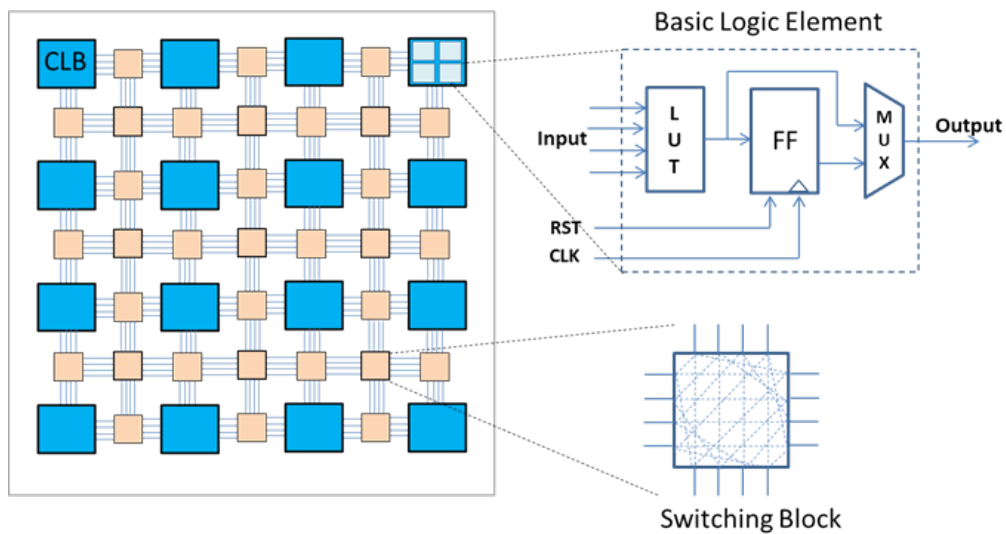 Basic Logic Element
CLB
L
U
T
FF
M
U
X
Input
Output
RST
CLK
Switching Block